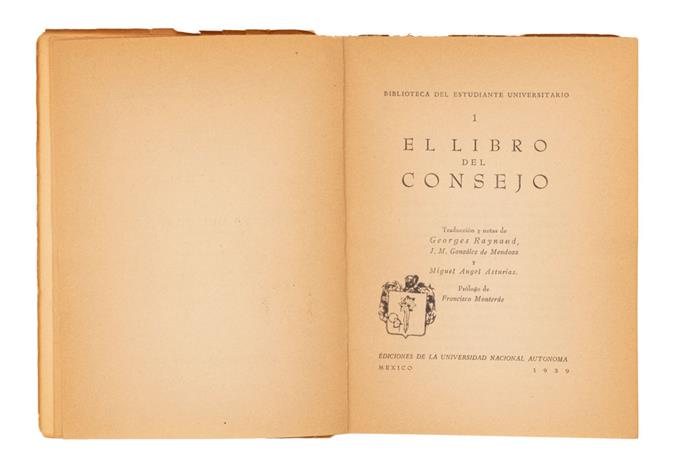 BIBLIOTECA DEL ESTUDIANTE UNIVERSITARIO
1
EL LIBRO
DEL
CONSEJO
Traducción y notas de
Georges Raynaud,
J. M. González de Mendoza
y
Miguel Angel Asturias.
Prólogo de
Francisco Monterde
EDICIONES DE LA UNIVERSIDAD NACIONAL AUTONOMA
MEXICO 1939